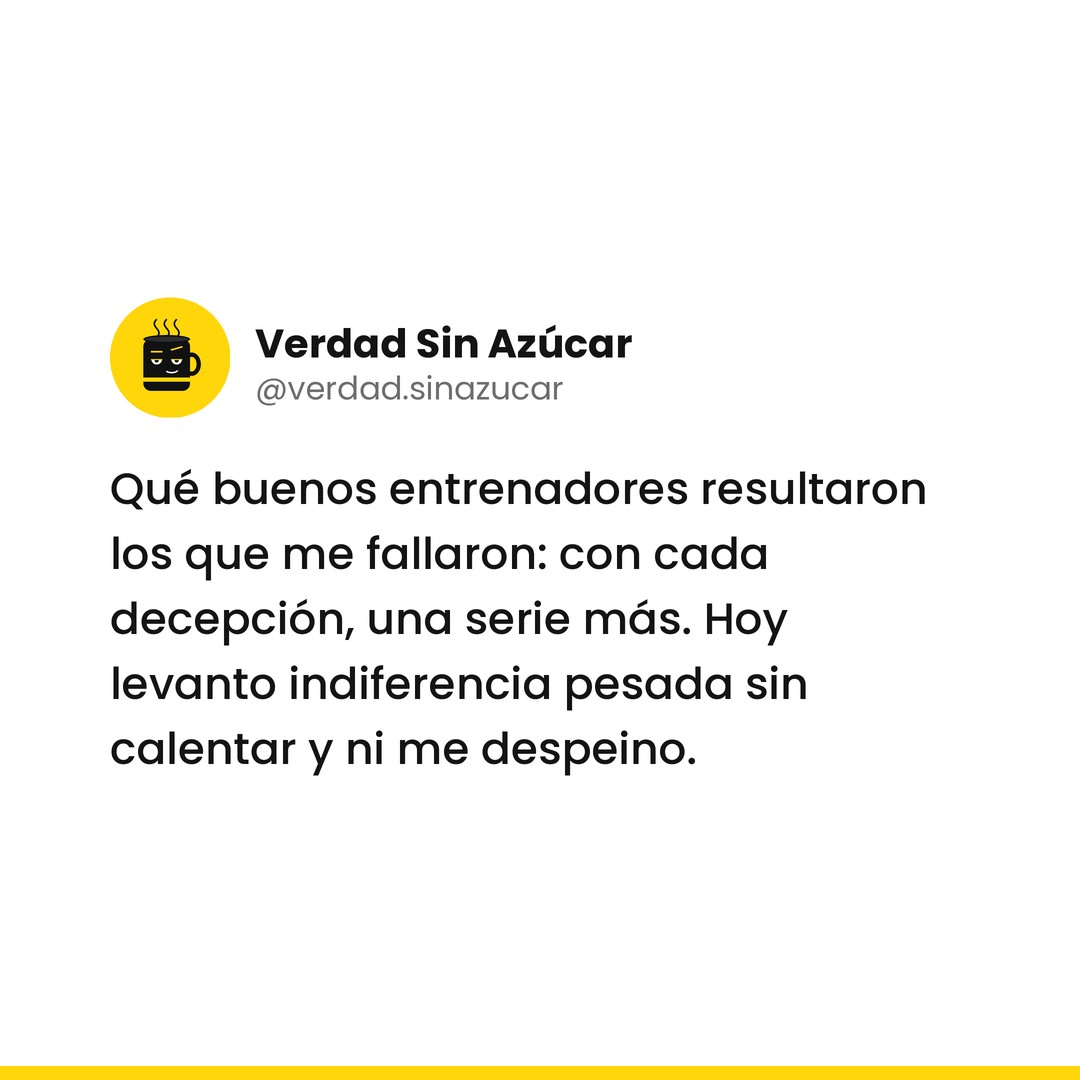 Verdad Sin Azúcar
@verdad.sinazucar
Qué buenos entrenadores resultaron
los que me fallaron: con cada
decepción, una serie más. Hoy
levanto indiferencia pesada sin
calentar y ni me despeino.